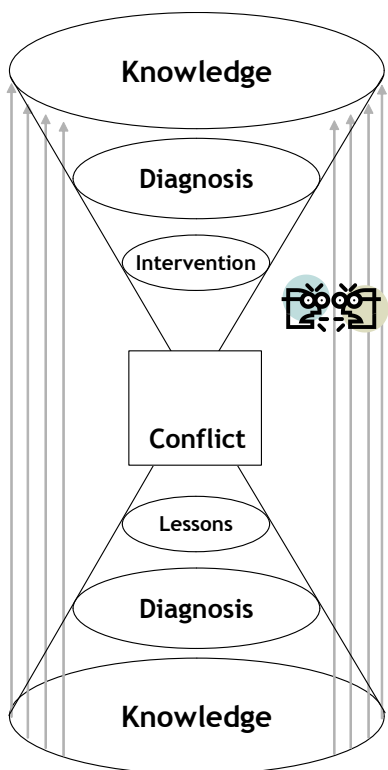 Knowledge
Diagnosis
Intervention
Conflict
Lessons
Diagnosis
Knowledge